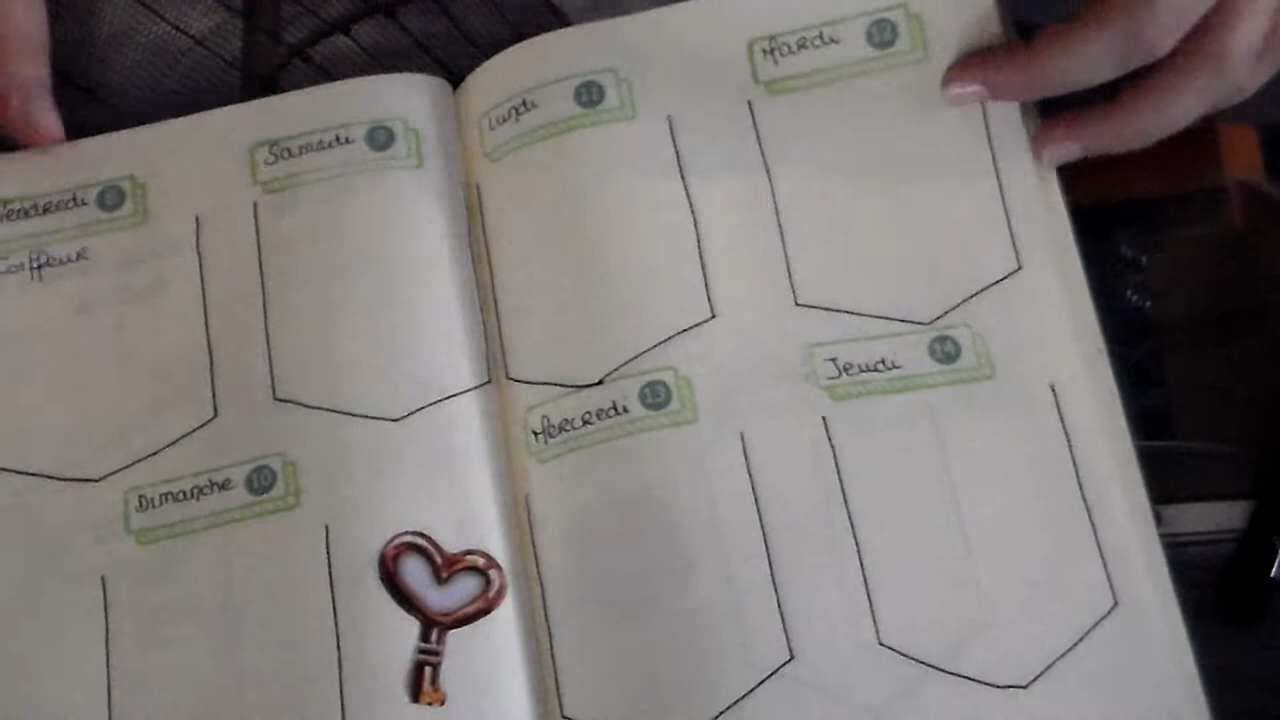 Vendredi 8
Coiffeur
Samedi 9
Dimanche 10
Lundi 11
Mardi 12
Mercredi 13
Jeudi 14